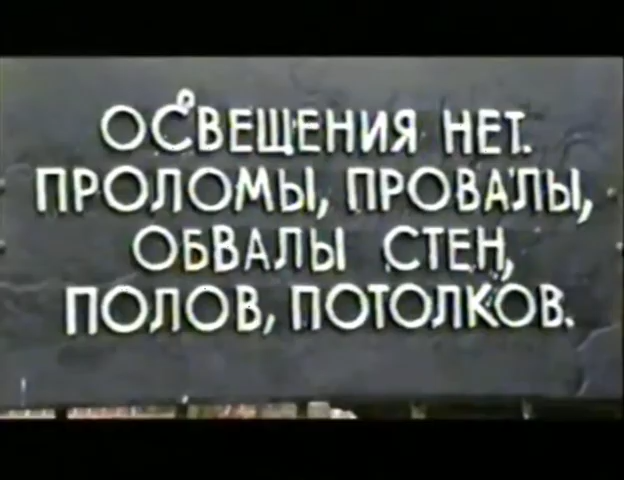 ОСВЕЩЕНИЯ НЕТ.
ПРОЛОМЫ, ПРОВАЛЫ,
ОБВАЛЫ СТЕН,
ПОЛОВ, ПОТОЛКОВ.